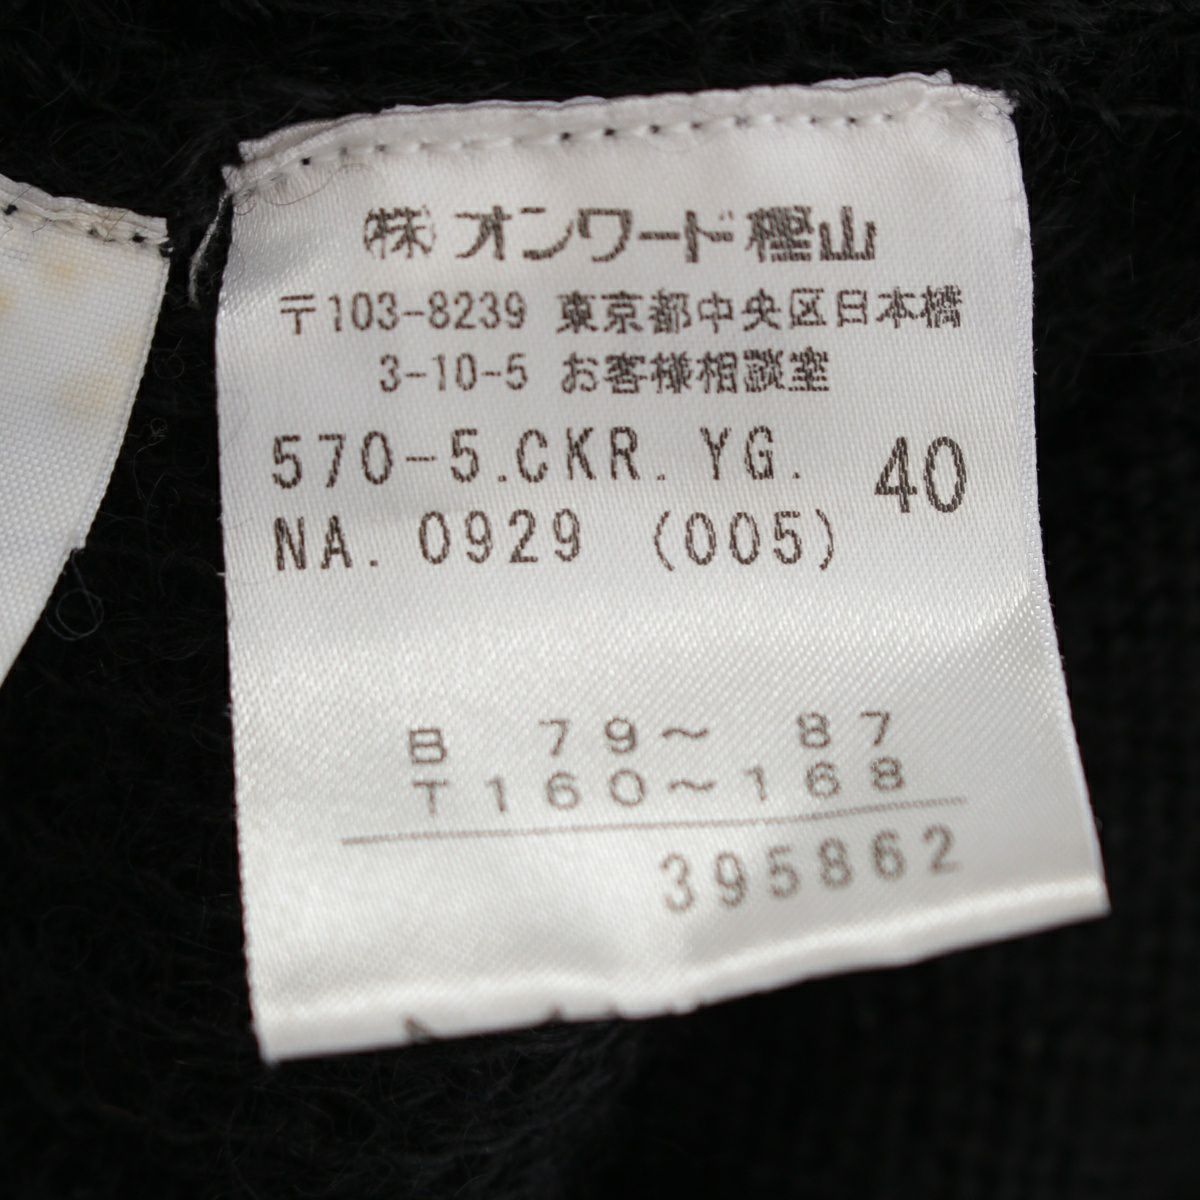 (株)オンワード樫山
〒103-8239 東京都中央区日本橋
3-10-5 お客様相談室
570-5.CKR.YG. 40
NA. 0929 (005)
B 79～ 87
T 160～168
395862